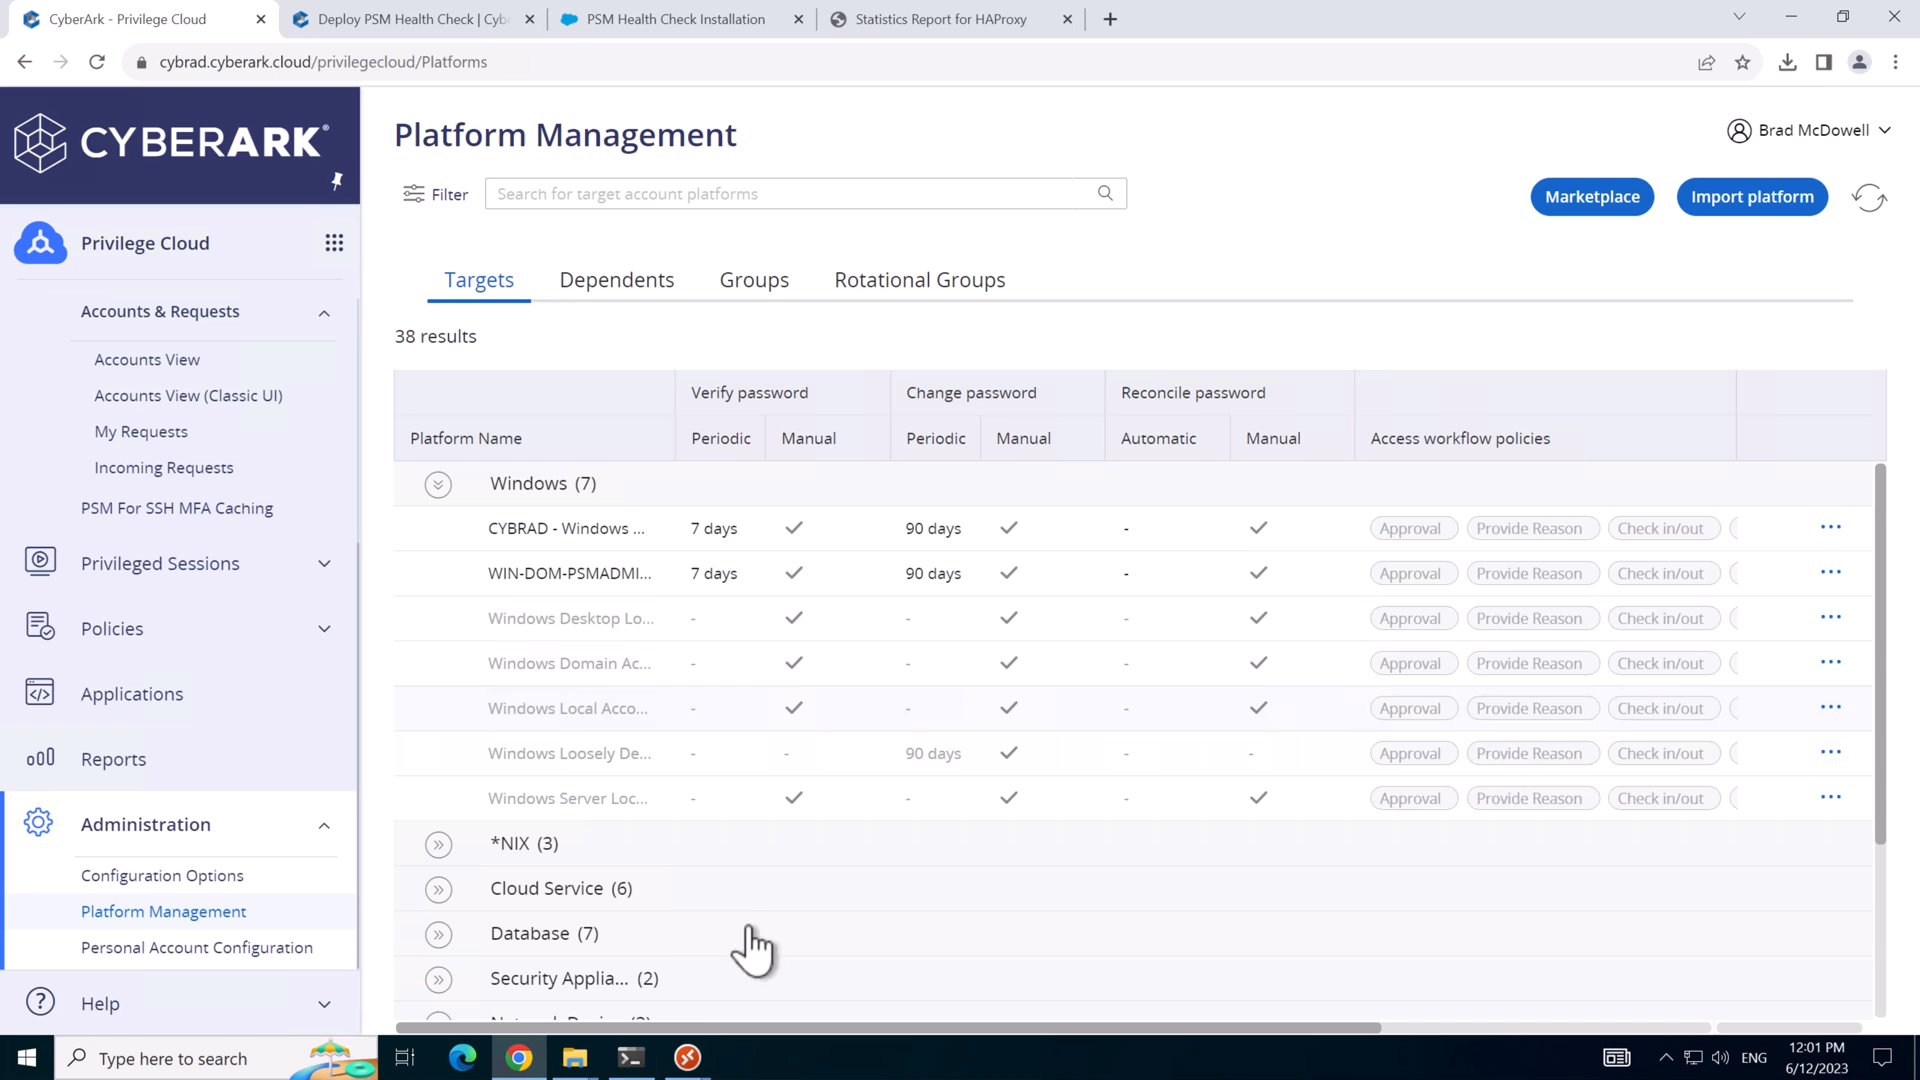 CyberArk - Privilege Cloud
Deploy PSM Health Check | Cyb
PSM Health Check Installation
Statistics Report for HAProxy
cybrad.cyberark.cloud/privilegecloud/Platforms
CYBERARK®
Platform Management
Brad McDowell
Filter
Search for target account platforms
Marketplace
Import platform
Privilege Cloud
Accounts & Requests
Accounts View
Accounts View (Classic UI)
My Requests
Incoming Requests
PSM For SSH MFA Caching
Privileged Sessions
Policies
Applications
Reports
Administration
Configuration Options
Platform Management
Personal Account Configuration
Help
Targets Dependents Groups Rotational Groups
38 results
Verify password Change password Reconcile password
Platform Name Periodic Manual Periodic Manual Automatic Manual Access workflow policies
Windows (7)
CYBRAD - Windows ... 7 days 90 days - Approval Provide Reason Check in/out ...
WIN-DOM-PSMADMI... 7 days 90 days - Approval Provide Reason Check in/out ...
Windows Desktop Lo... - - - Approval Provide Reason Check in/out ...
Windows Domain Ac... - - - Approval Provide Reason Check in/out ...
Windows Local Acco... - - - Approval Provide Reason Check in/out ...
Windows Loosely De... - - 90 days - - Approval Provide Reason Check in/out ...
Windows Server Loc... - - - Approval Provide Reason Check in/out ...
*NIX (3)
Cloud Service (6)
Database (7)
Security Applia... (2)
Type here to search
ENG
12:01 PM
6/12/2023